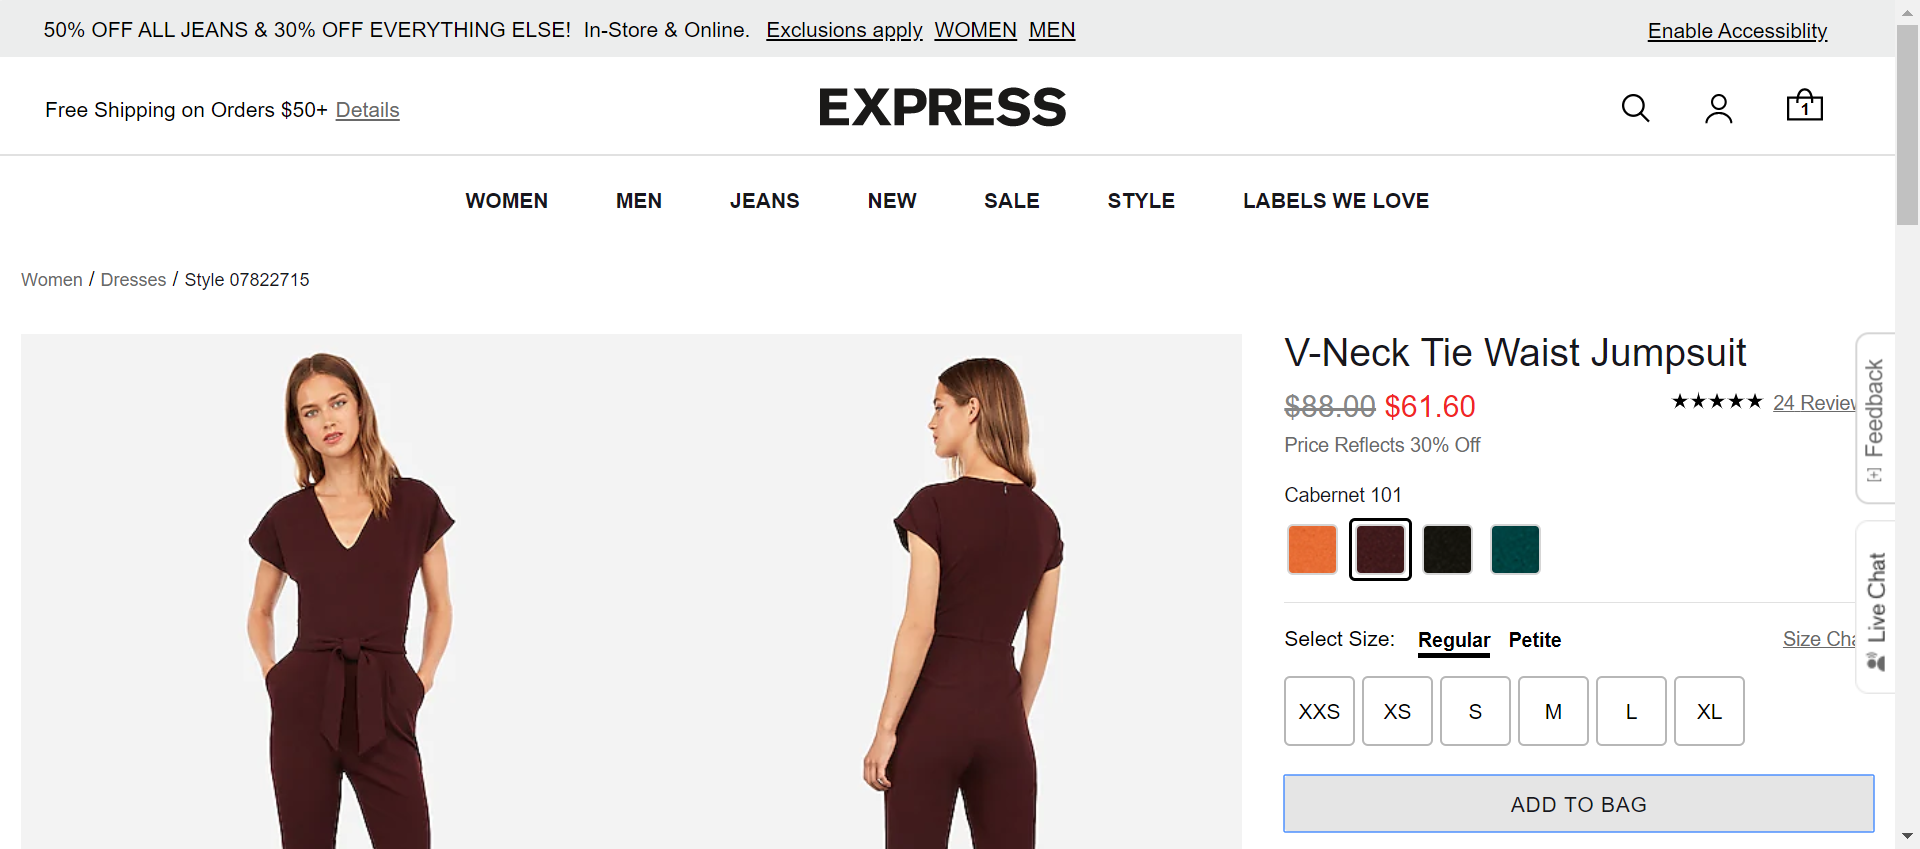 50% OFF ALL JEANS & 30% OFF EVERYTHING ELSE! In-Store & Online. Exclusions apply WOMEN MEN
Enable Accessiblity
Free Shipping on Orders $50+ Details
EXPRESS
1
WOMEN MEN JEANS NEW SALE STYLE LABELS WE LOVE
Women / Dresses / Style 07822715
V-Neck Tie Waist Jumpsuit
$88.00 $61.60
24 Review
Price Reflects 30% Off
Cabernet 101
Select Size: Regular Petite
Size Cha
XXS XS S M L XL
ADD TO BAG
[+] Feedback
Live Chat